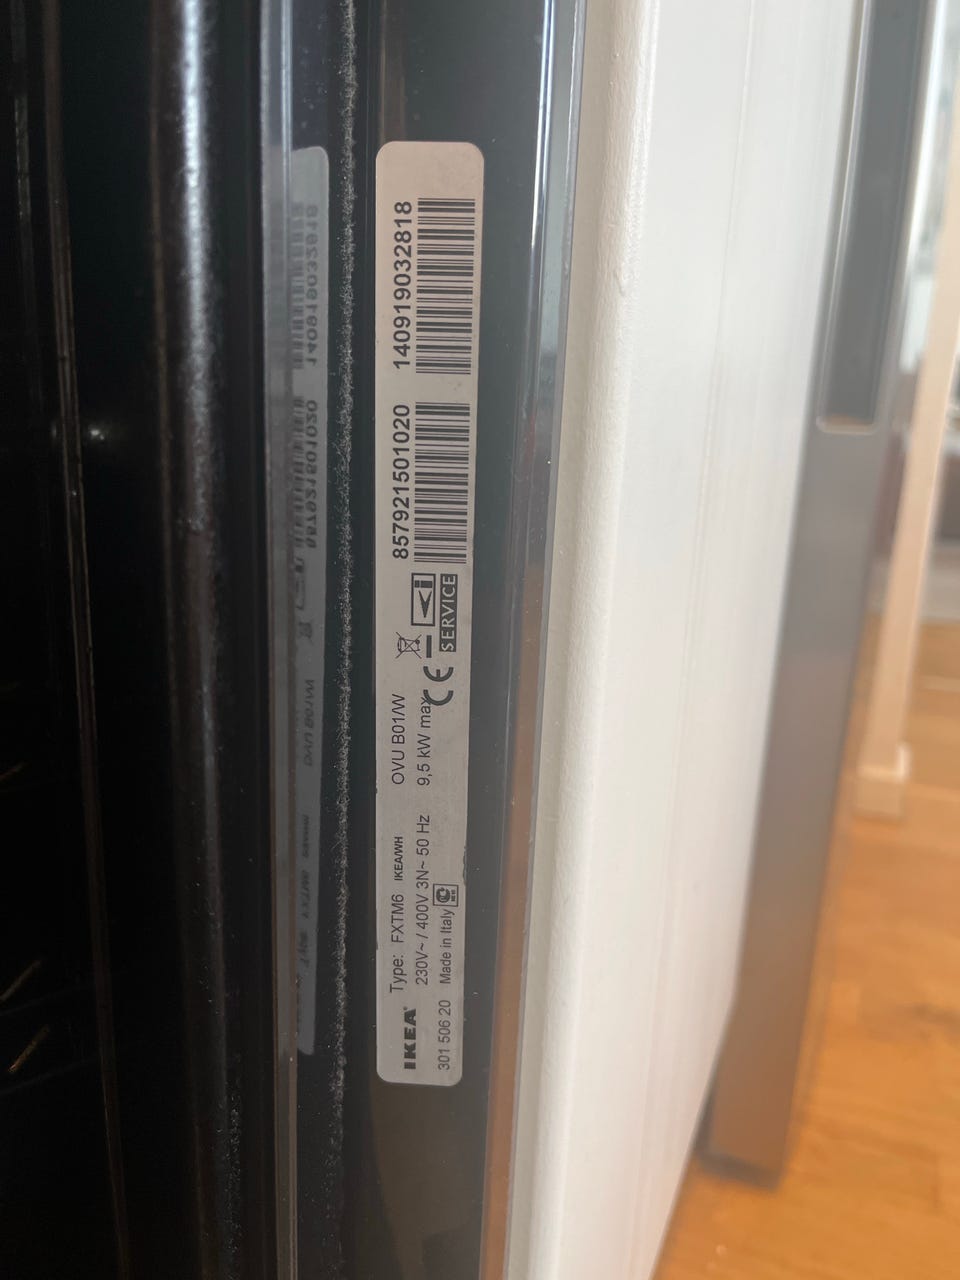 IKEA®
301 506 20
Type: FXTM6 IKEA/WH
230V~ / 400V 3N~ 50 Hz
Made in Italy
OVU B01/W
9,5 kW max
CE
SERVICE
857921501020
140919032818